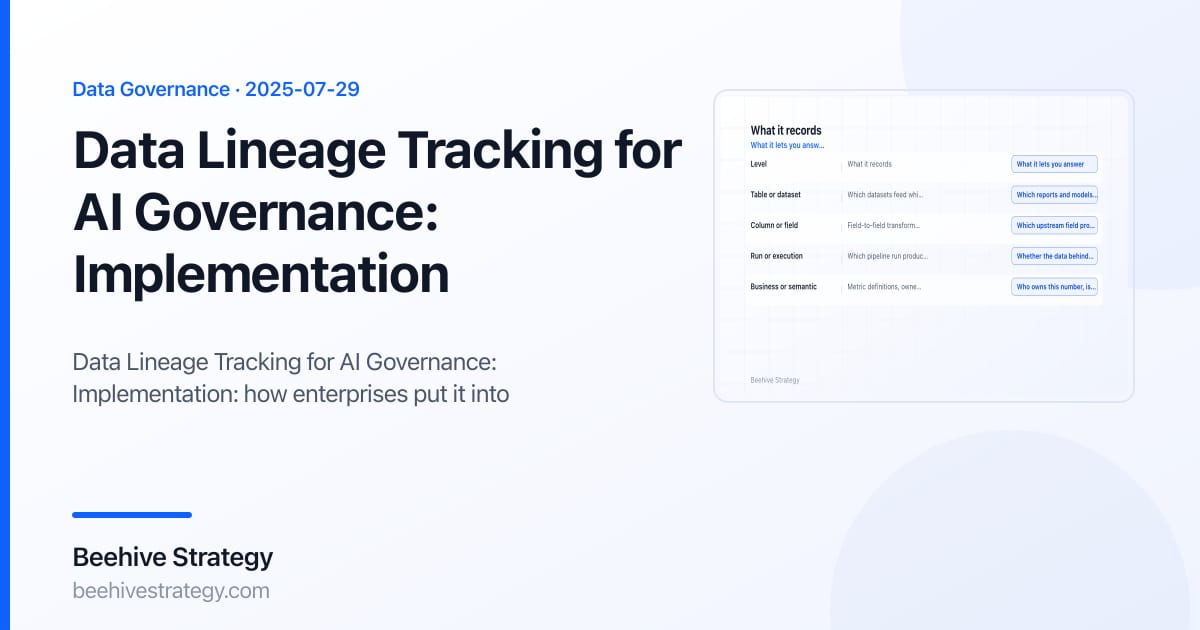 Data Governance · 2025-07-29
Data Lineage Tracking for
AI Governance:
Implementation
Data Lineage Tracking for AI Governance:
Implementation: how enterprises put it into
Beehive Strategy
beehivestrategy.com
What it records
What it lets you answ...
Level What it records What it lets you answer
Table or dataset Which datasets feed whi... Which reports and models...
Column or field Field-to-field transform... Which upstream field pro...
Run or execution Which pipeline run produc... Whether the data behind...
Business or semantic Metric definitions, owne... Who owns this number, is...
Beehive Strategy